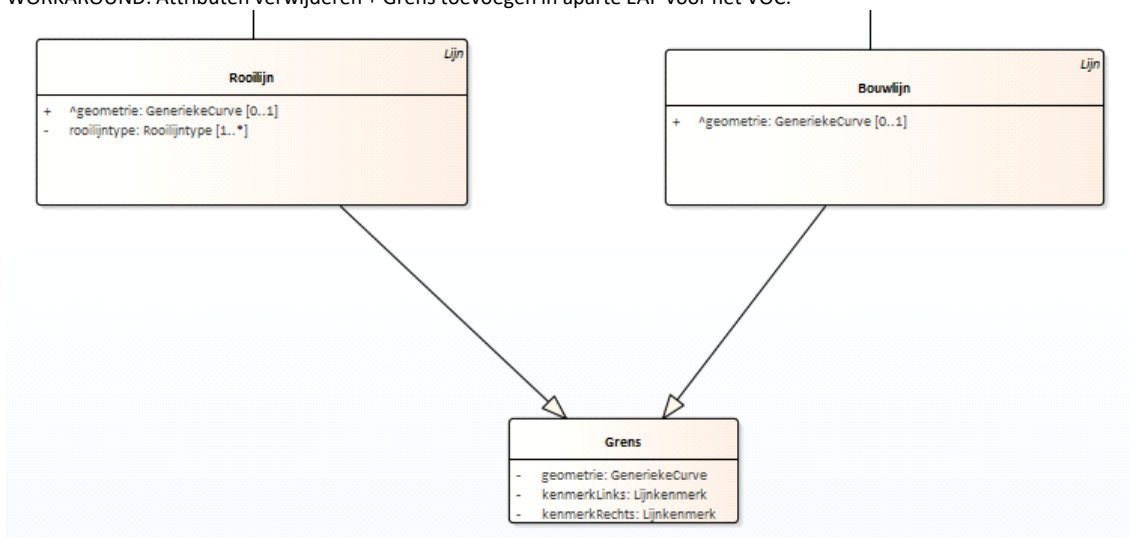 WORKAROUND: Attributen verwijderen + Grens toevoegen in aparte EAP voor het VOC.
Lijn
Rooilijn
+ ^geometrie: GeneriekeCurve [0..1]
- rooilijntype: Rooilijntype [1..*]
Lijn
Bouwlijn
+ ^geometrie: GeneriekeCurve [0..1]
Grens
- geometrie: GeneriekeCurve
- kenmerkLinks: Lijnkenmerk
- kenmerkRechts: Lijnkenmerk